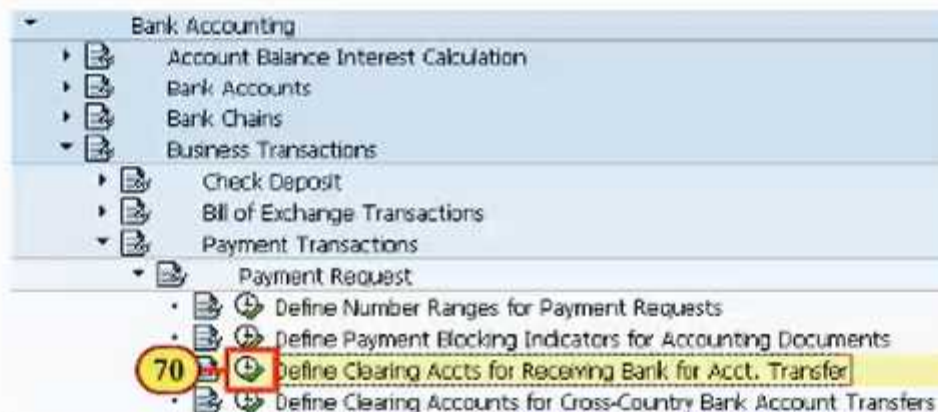 Bank Accounting
Account Balance Interest Calculation
Bank Accounts
Bank Chains
Business Transactions
Check Deposit
Bill of Exchange Transactions
Payment Transactions
Payment Request
Define Number Ranges for Payment Requests
Define Payment Blocking Indicators for Accounting Documents
70 Define Clearing Accts for Receiving Bank for Acct. Transfer
Define Clearing Accounts for Cross-Country Bank Account Transfers